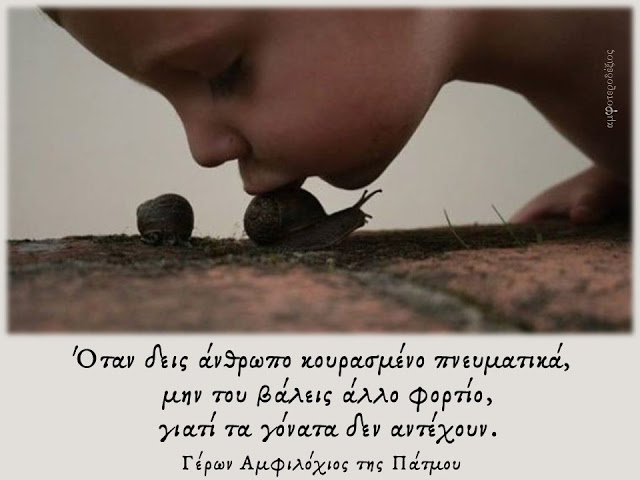 Όταν δεις άνθρωπο κουρασμένο πνευματικά,
μην του βάλεις άλλο φορτίο,
γιατί τα γόνατα δεν αντέχουν.
Γέρων Αμφιλόχιος της Πάτμου